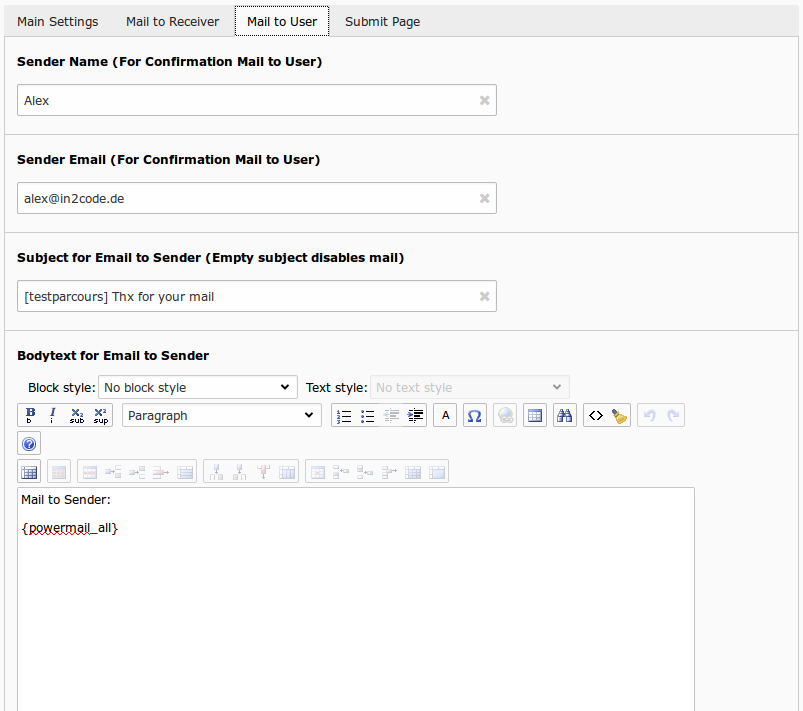 Main Settings Mail to Receiver Mail to User Submit Page
Sender Name (For Confirmation Mail to User)
Alex
Sender Email (For Confirmation Mail to User)
alex@in2code.de
Subject for Email to Sender (Empty subject disables mail)
[testparcours] Thx for your mail
Bodytext for Email to Sender
Block style: No block style Text style: No text style
B b I i X2 sub X2 sup Paragraph A Ω <>
?
Mail to Sender:
{powermail_all}